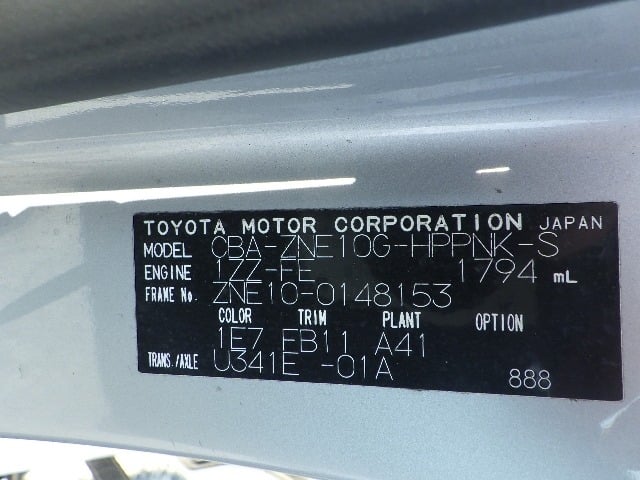 TOYOTA MOTOR CORPORATION JAPAN
MODEL CBA-ZNE10G-HPPNK-S
ENGINE 1ZZ-FE 1794 mL
FRAME No. ZNE10-0148153
COLOR TRIM PLANT OPTION
1E7 FB11 A41
TRANS./AXLE U341E -01A
888